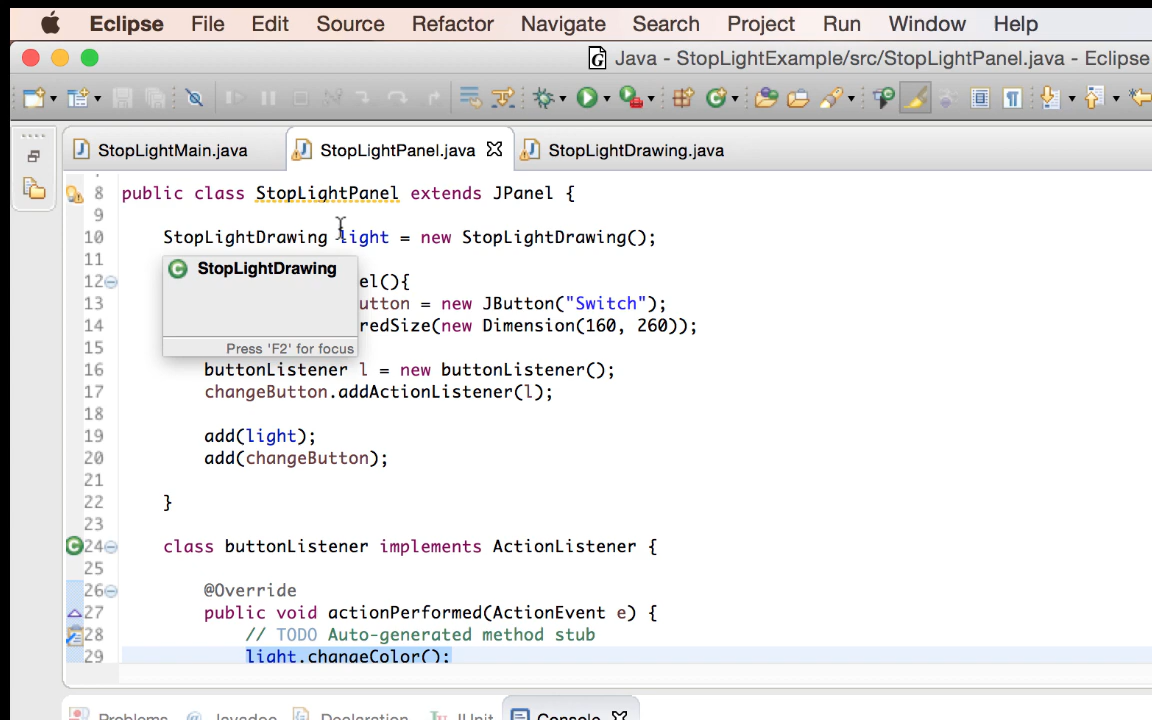 Eclipse File Edit Source Refactor Navigate Search Project Run Window Help
Java - StopLightExample/src/StopLightPanel.java - Eclipse
StopLightMain.java StopLightPanel.java StopLightDrawing.java
8 public class StopLightPanel extends JPanel {
9
10 StopLightDrawing light = new StopLightDrawing();
11
StopLightDrawing
12 el(){
13 utton = new JButton("Switch");
14 redSize(new Dimension(160, 260));
15
Press 'F2' for focus
16 buttonListener l = new buttonListener();
17 changeButton.addActionListener(l);
18
19 add(light);
20 add(changeButton);
21
22 }
23
24 class buttonListener implements ActionListener {
25
26 @Override
27 public void actionPerformed(ActionEvent e) {
28 // TODO Auto-generated method stub
29 light.changeColor();
Problems Javadoc Declaration JUnit Console